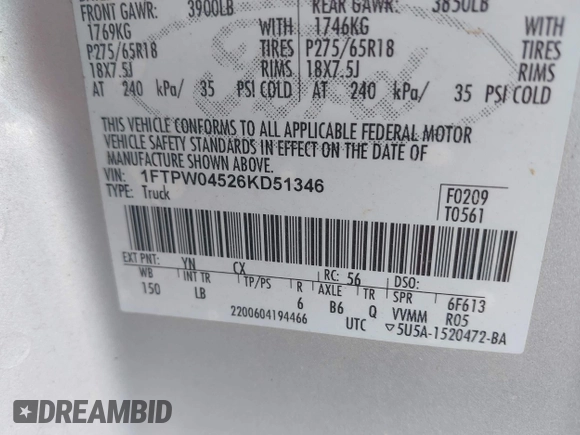 FRONT GAWR: 3900LB REAR GAWR: 3850LB
1769KG WITH 1746KG WITH
P275/65R18 TIRES P275/65R18 TIRES
18X7.5J RIMS 18X7.5J RIMS
AT 240 kPa/ 35 PSI COLD AT 240 kPa/ 35 PSI COLD
THIS VEHICLE CONFORMS TO ALL APPLICABLE FEDERAL MOTOR
VEHICLE SAFETY STANDARDS IN EFFECT ON THE DATE OF
MANUFACTURE SHOWN ABOVE.
VIN: 1FTPW04526KD51346
TYPE: Truck
F0209
T0561
EXT PNT: YN CX RC: 56 DSO:
WB INT TR TP/PS R AXLE TR SPR 6F613
150 LB 6 B6 Q VVMM R05
2200604194466 UTC ▽5U5A-1520472-BA
DREAMBID